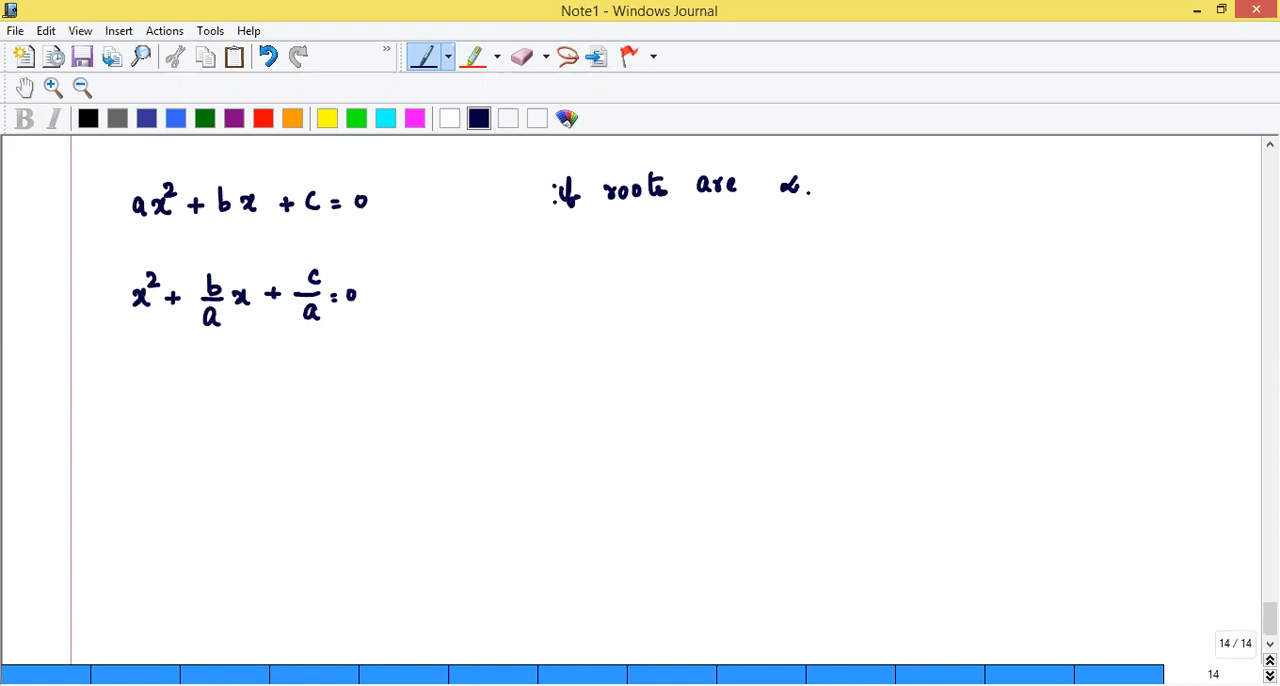 Note1 - Windows Journal
File Edit View Insert Actions Tools Help
B I
ax² + bx + c = 0
if roots are α.
x² + b/a x + c/a = 0
14 / 14
14